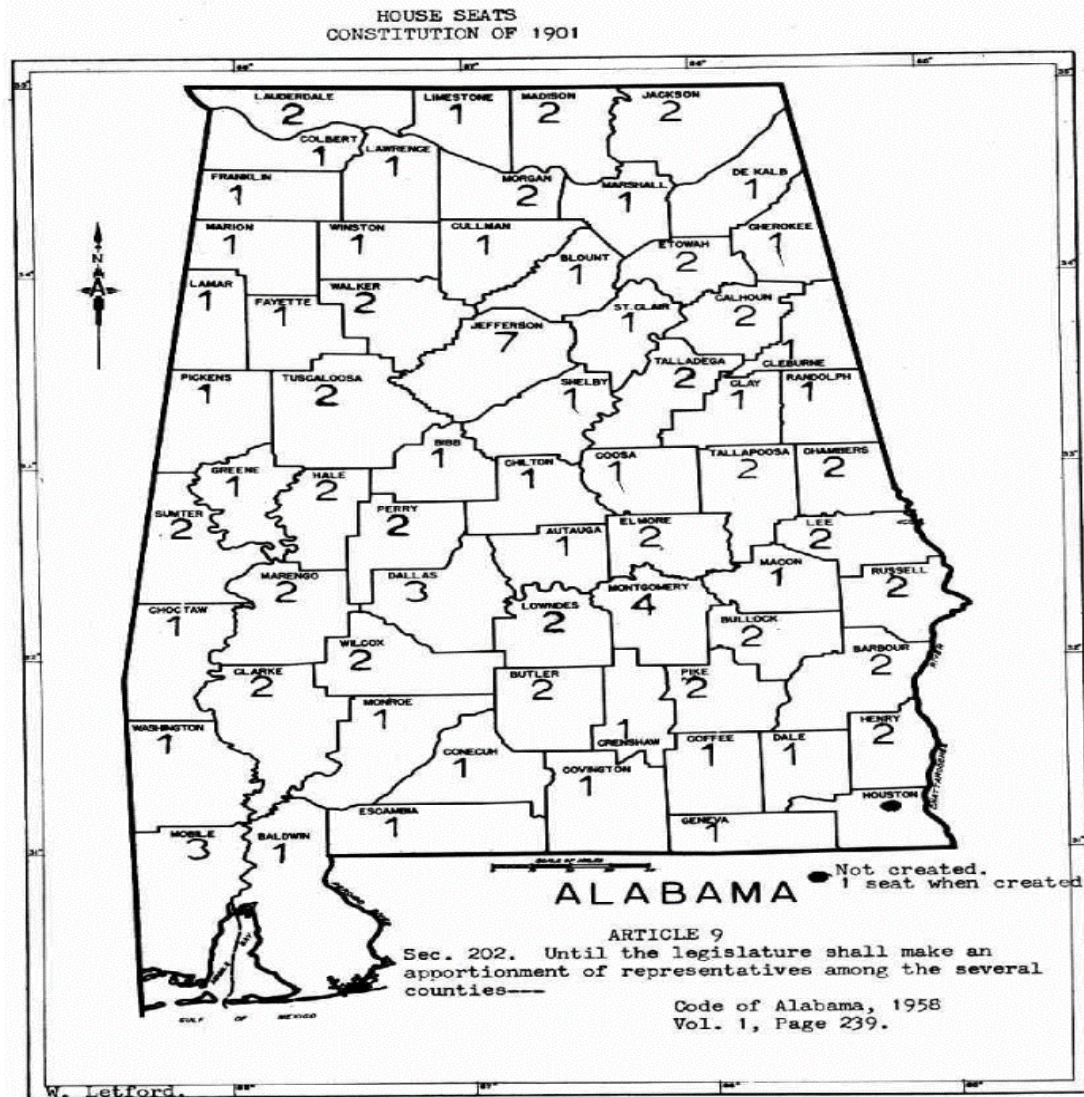 HOUSE SEATS
CONSTITUTION OF 1901
LAUDERDALE
2
LIMESTONE
1
MADISON
2
JACKSON
2
COLBERT
1
LAWRENCE
1
FRANKLIN
1
MORGAN
2
MARSHALL
1
DE KALB
1
MARION
1
WINSTON
1
CULLMAN
1
BLOUNT
1
ETOWAH
2
CHEROKEE
1
LAMAR
1
FAYETTE
1
WALKER
2
JEFFERSON
7
ST. CLAIR
1
CALHOUN
2
PICKENS
1
TUSCALOOSA
2
SHELBY
1
TALLADEGA
2
CLEBURNE
CLAY
1
RANDOLPH
1
GREENE
1
HALE
2
BIBB
1
CHILTON
1
COOSA
1
TALLAPOOSA
2
CHAMBERS
2
SUMTER
2
PERRY
2
AUTAUGA
1
ELMORE
2
LEE
2
MARENGO
2
DALLAS
3
MACON
1
RUSSELL
2
CHOCTAW
1
LOWNDES
2
MONTGOMERY
4
BULLOCK
2
WILCOX
2
BARBOUR
2
CLARKE
2
BUTLER
2
PIKE
2
RIVER
WASHINGTON
1
MONROE
1
CONECUH
1
1
CRENSHAW
COFFEE
1
DALE
1
HENRY
2
COVINGTON
1
HOUSTON
CHATTAHOOCHEE
ESCAMBIA
1
GENEVA
1
MOBILE
3
BALDWIN
1
SCALE OF MILES
ALABAMA
Not created.
1 seat when created
MOBILE BAY
GULF OF MEXICO
ARTICLE 9
Sec. 202. Until the legislature shall make an
apportionment of representatives among the several
counties---
Code of Alabama, 1958
Vol. 1, Page 239.
W. Letford.